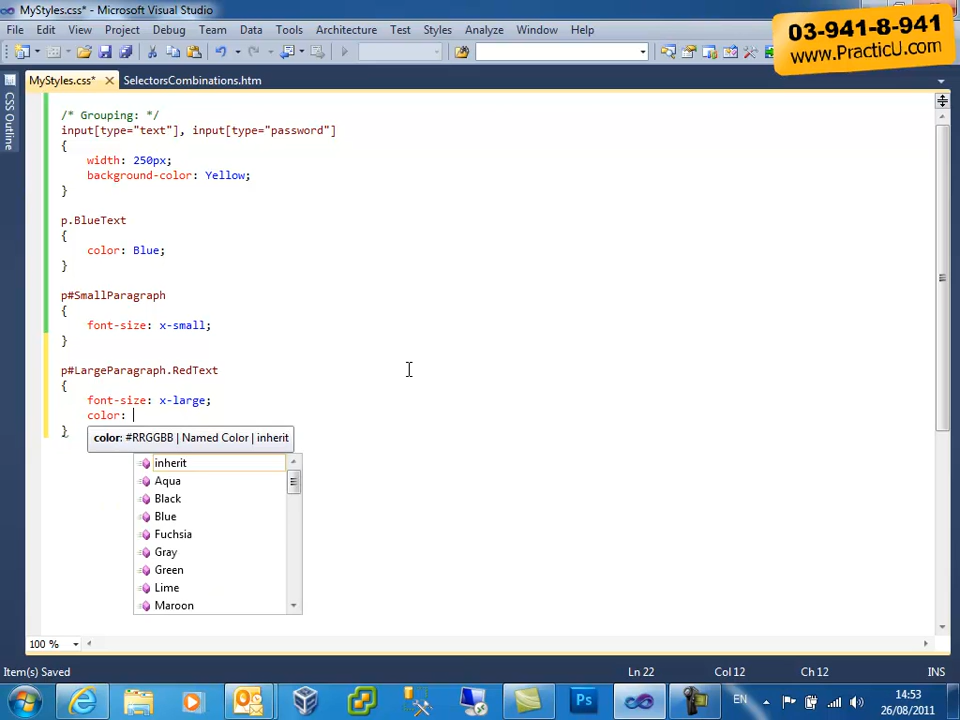 MyStyles.css* - Microsoft Visual Studio
03-941-8-941
www.PracticU.com
File Edit View Project Debug Team Data Tools Architecture Test Styles Analyze Window Help
MyStyles.css* SelectorsCombinations.htm
CSS Outline
/* Grouping: */
input[type="text"], input[type="password"]
{
width: 250px;
background-color: Yellow;
}
p.BlueText
{
color: Blue;
}
p#SmallParagraph
{
font-size: x-small;
}
p#LargeParagraph.RedText
{
font-size: x-large;
color:
}
color: #RRGGBB | Named Color | inherit
inherit
Aqua
Black
Blue
Fuchsia
Gray
Green
Lime
Maroon
100 %
Item(s) Saved Ln 22 Col 12 Ch 12 INS
Ps EN 14:53
26/08/2011